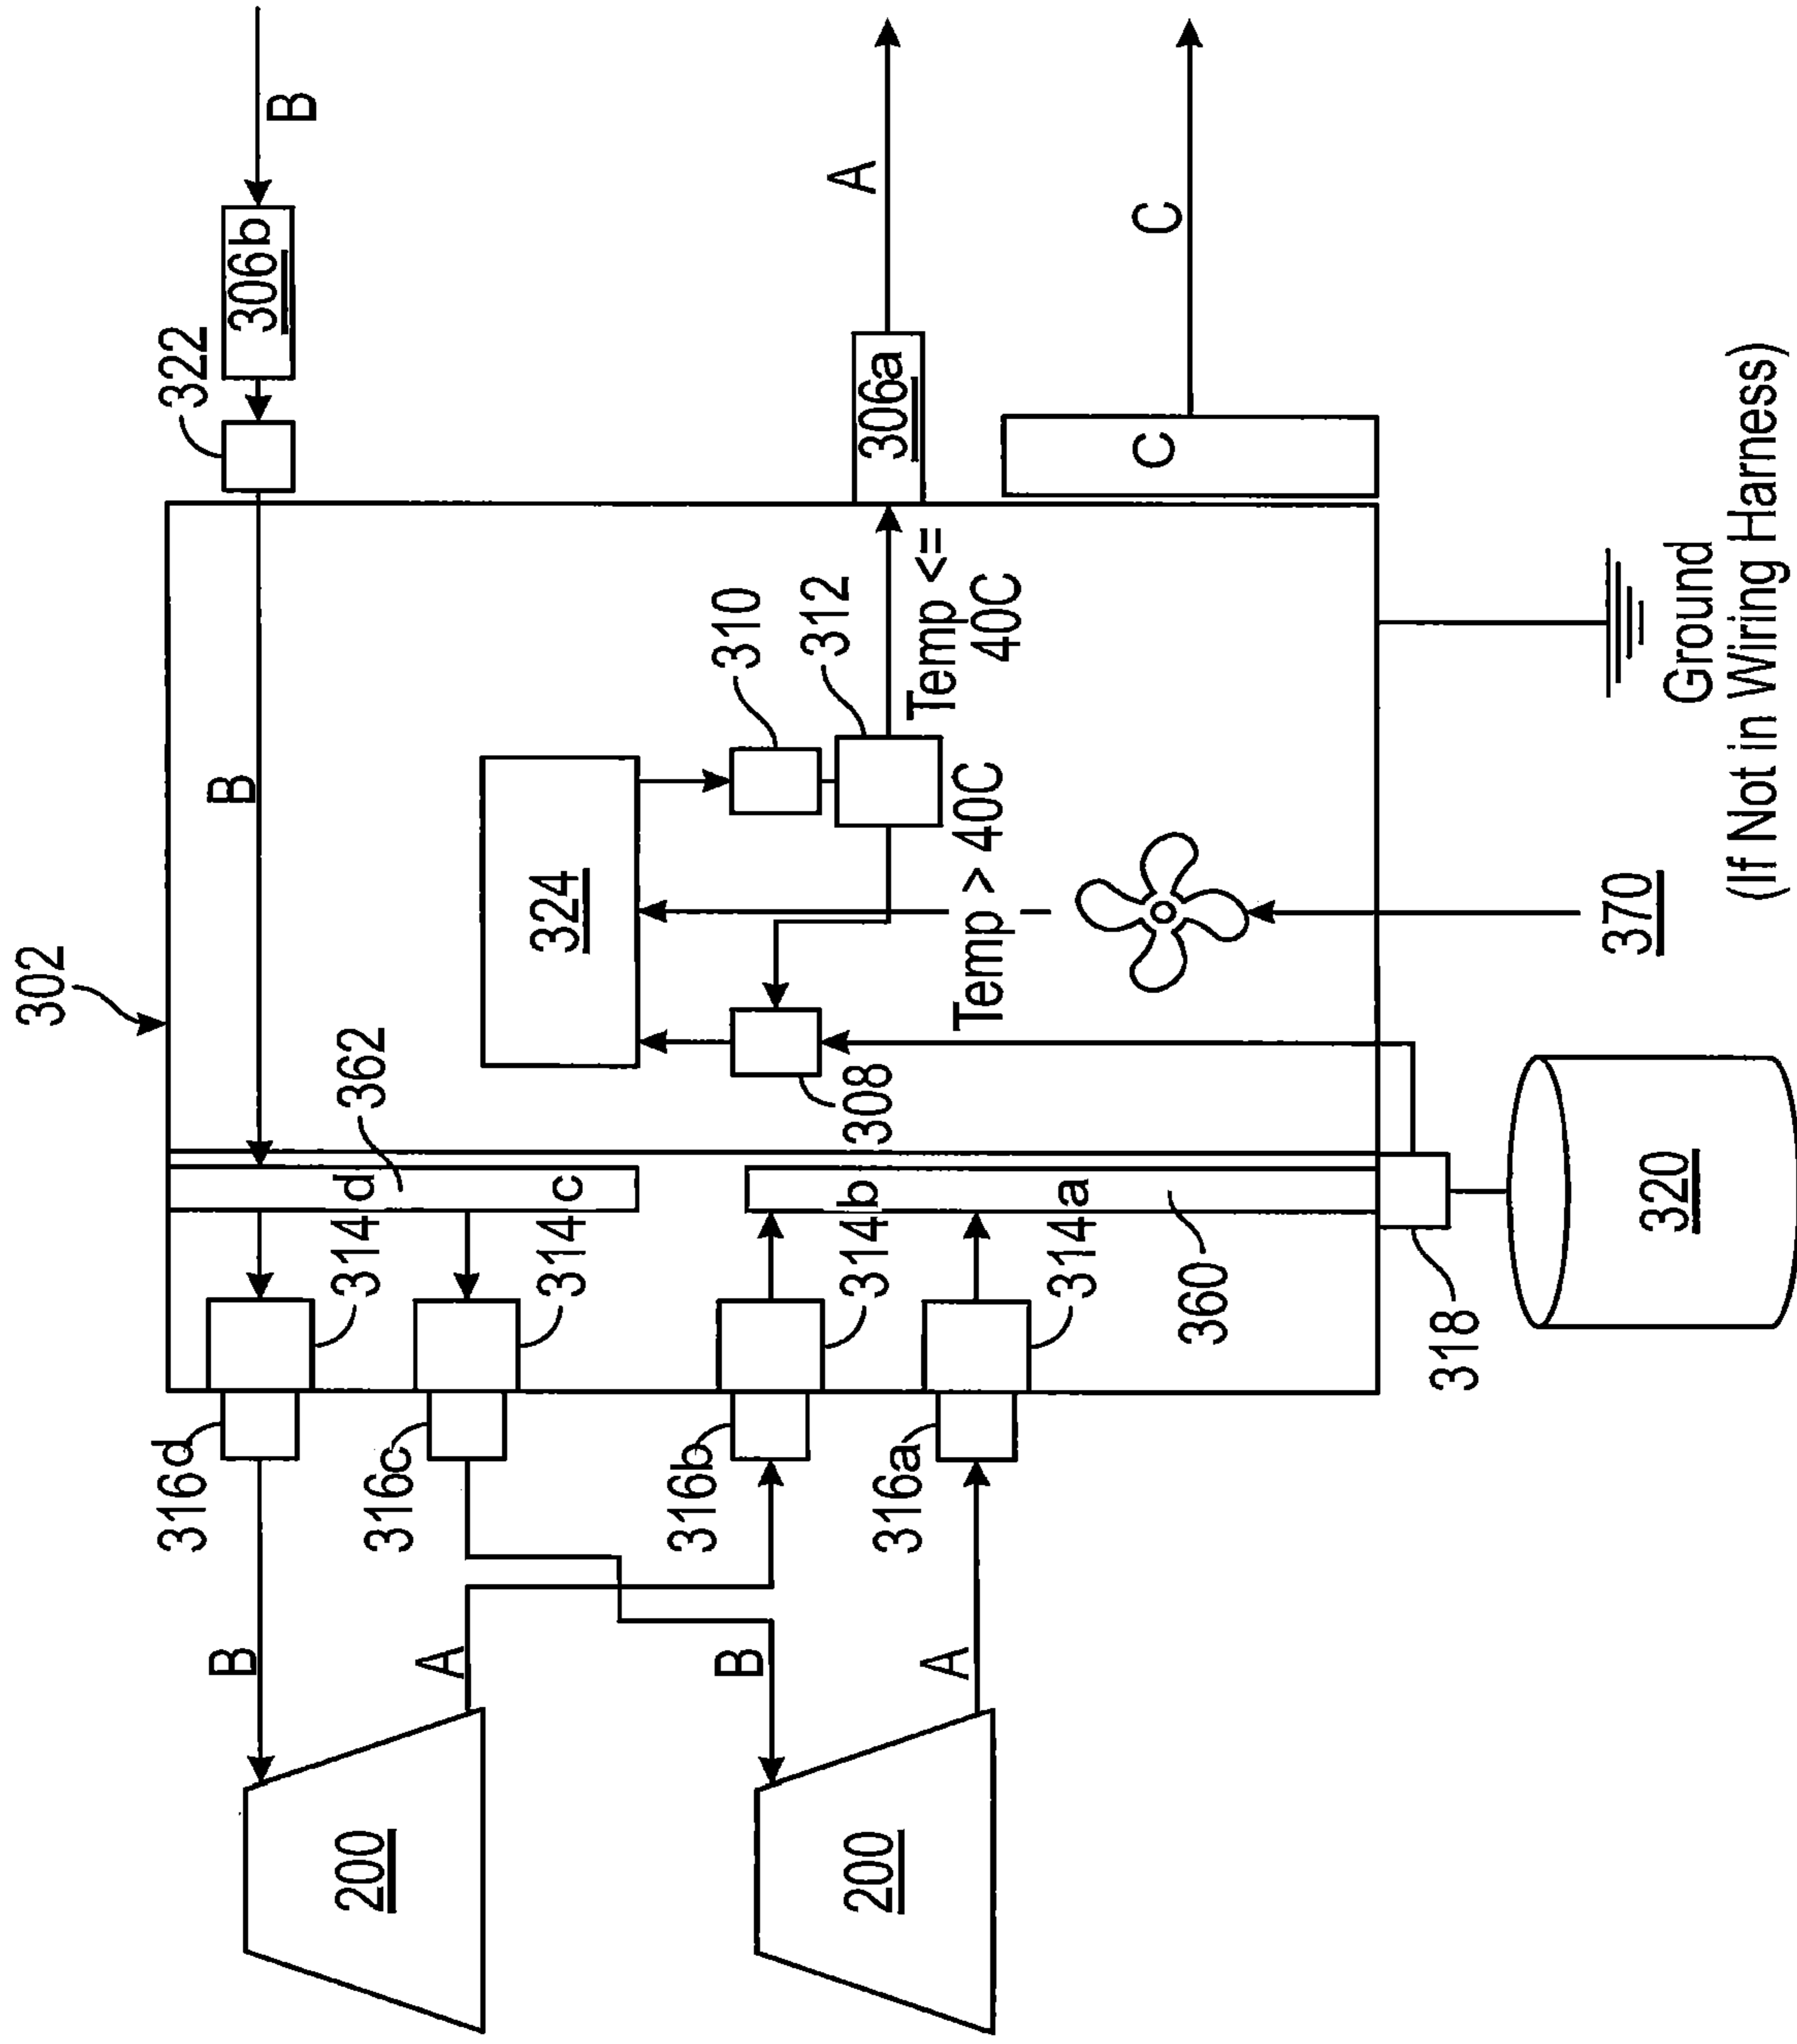 302
316d
322
B
B
306b
B
200
314d
362
316c
A
314c
324
316b
B
310
312
A
200
314b
308
306a
316a
A
Temp <=
40C
Temp > 40C
314a
C
C
360
318
320
370
Ground
(If Not in Wiring Harness)